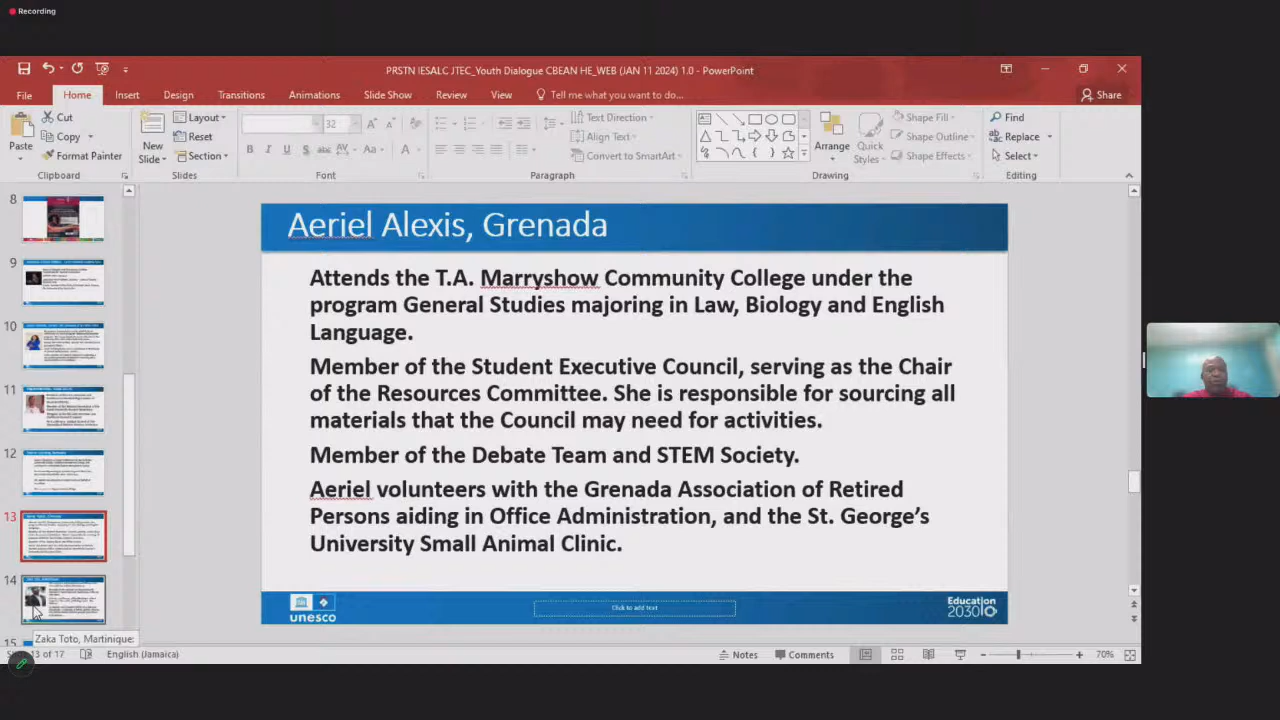 Recording
PRSTN IESALC JTEC_Youth Dialogue CBEAN HE_WEB (JAN 11 2024) 1.0 - PowerPoint
File Home Insert Design Transitions Animations Slide Show Review View Tell me what you want to do... Share
Cut
Copy
Format Painter
Paste
Clipboard
New
Slide
Layout
Reset
Section
Slides
32
Font
Text Direction
Align Text
Convert to SmartArt
Paragraph
Arrange
Quick
Styles
Shape Fill
Shape Outline
Shape Effects
Drawing
Find
Replace
Select
Editing
8
9
10
11
12
13
14
15
Aeriel Alexis, Grenada
Attends the T.A. Marryshaw Community College under the
program General Studies majoring in Law, Biology and English
Language.
Member of the Student Executive Council, serving as the Chair
of the Resources Committee. She is responsible for sourcing all
materials that the Council may need for activities.
Member of the Debate Team and STEM Society.
Aeriel volunteers with the Grenada Association of Retired
Persons aiding in Office Administration, and the St. George's
University Small Animal Clinic.
unesco
Click to add text
Education
2030
Zaka Toto, Martinique:
13 of 17 English (Jamaica) Notes Comments 70%